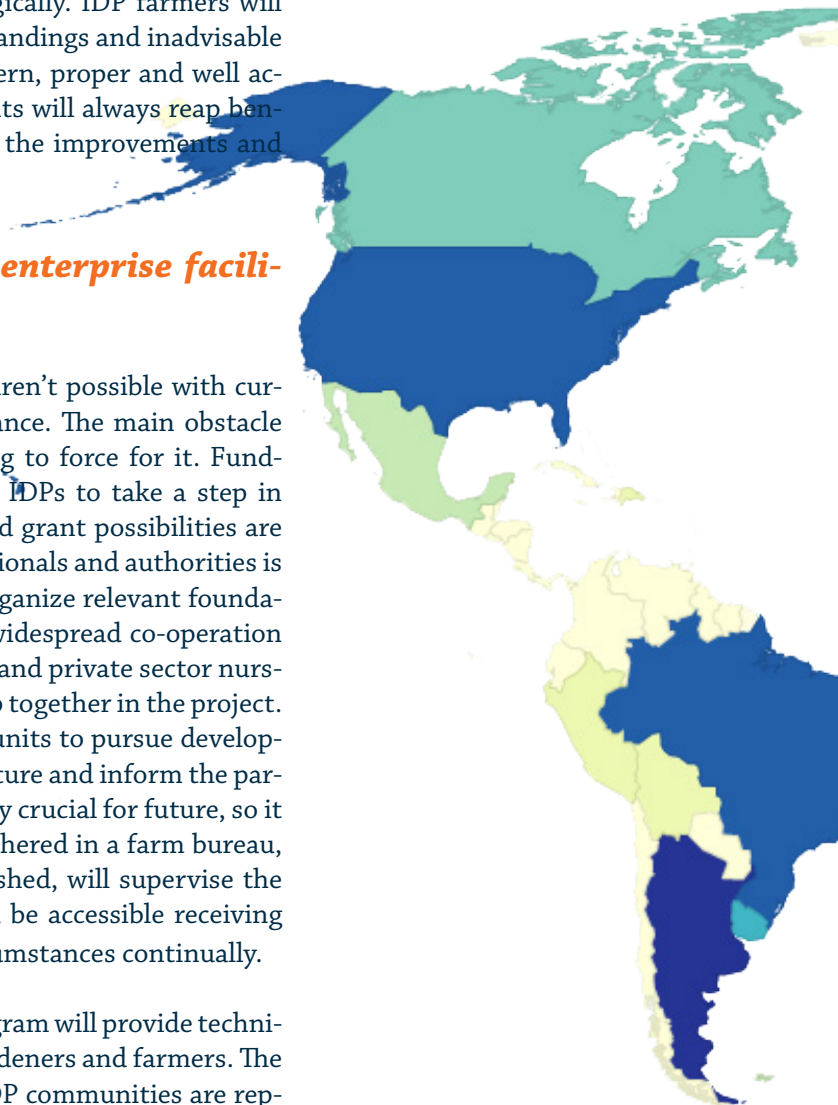 gically. IDP farmers will
andings and inadvisable
ern, proper and well ac-
ts will always reap ben-
the improvements and
enterprise facili-
ren't possible with cur-
ance. The main obstacle
g to force for it. Fund-
IDPs to take a step in
d grant possibilities are
ionals and authorities is
ganize relevant founda-
widespread co-operation
and private sector nurs-
together in the project.
units to pursue develop-
ture and inform the par-
y crucial for future, so it
hered in a farm bureau,
shed, will supervise the
be accessible receiving
umstances continually.
gram will provide techni-
deners and farmers. The
DP communities are rep-